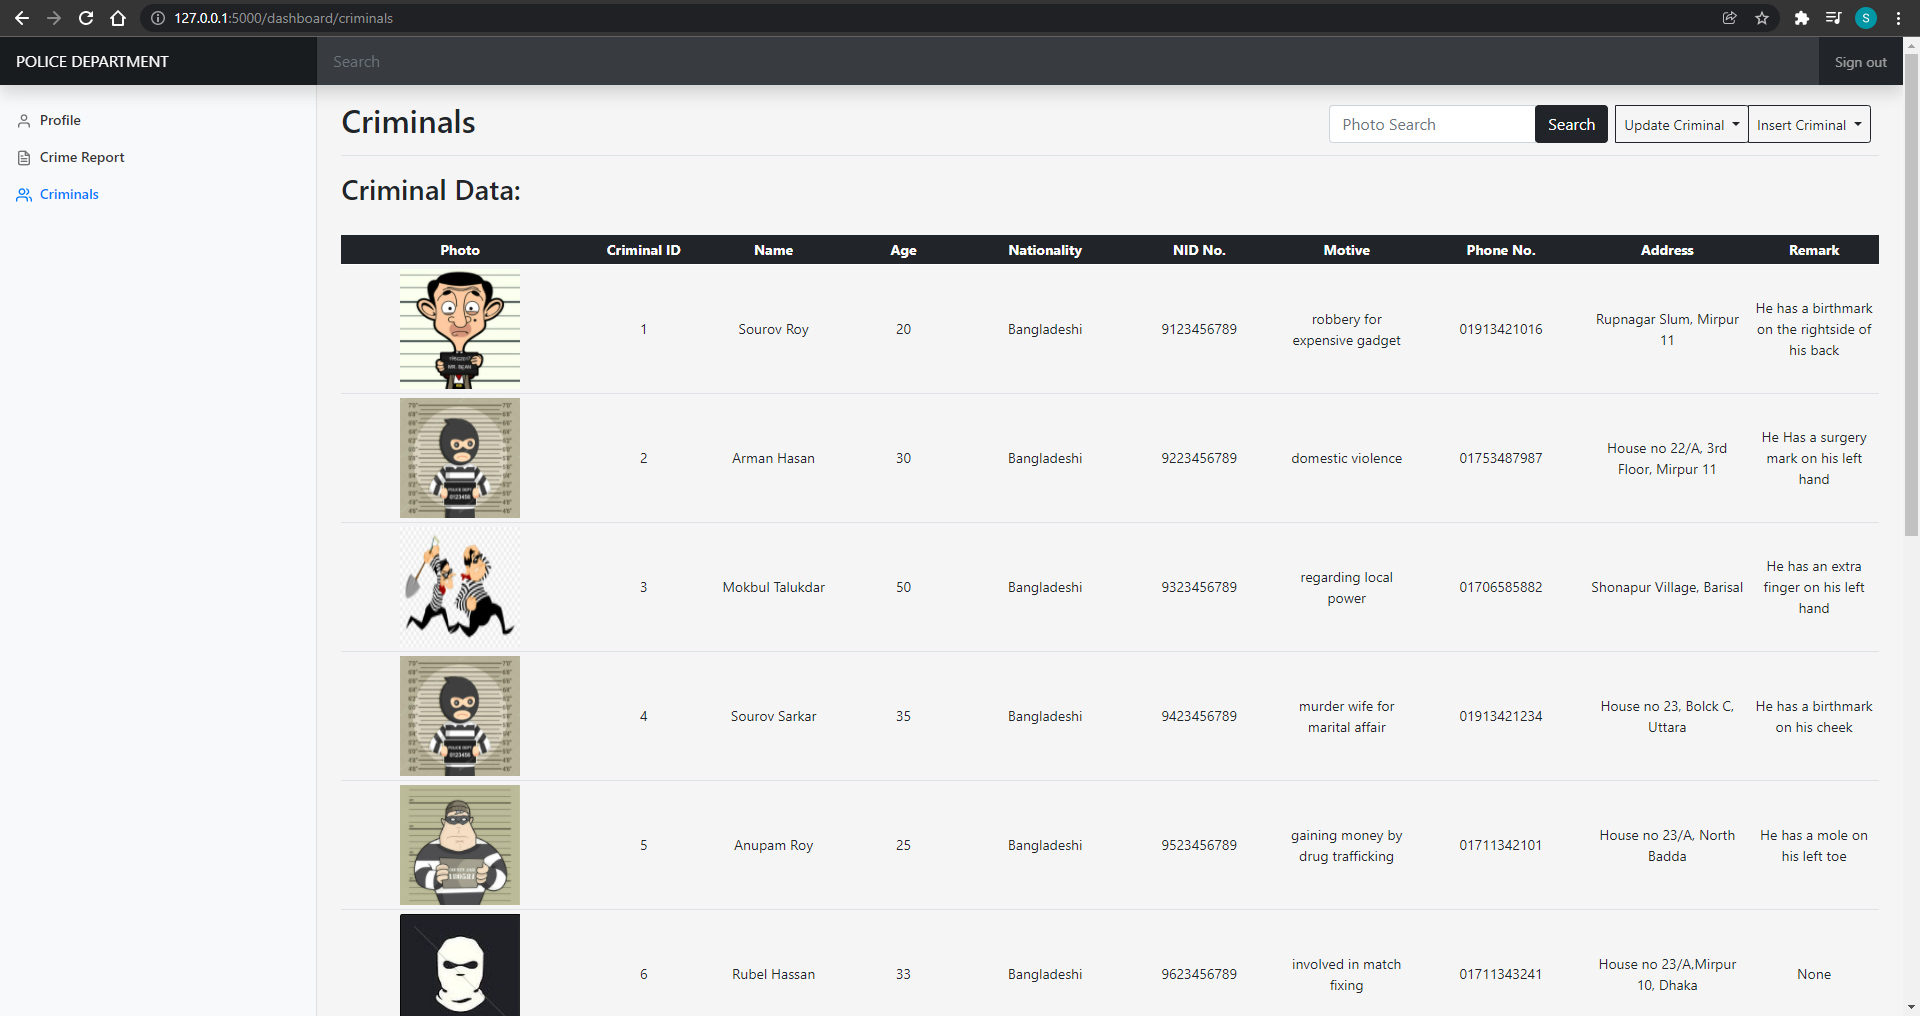 127.0.0.1:5000/dashboard/criminals
S
POLICE DEPARTMENT
Search
Sign out
Profile
Crime Report
Criminals
Criminals
Photo Search
Search
Update Criminal
Insert Criminal
Criminal Data:
Photo Criminal ID Name Age Nationality NID No. Motive Phone No. Address Remark
MR. BEAN
1 Sourov Roy 20 Bangladeshi 9123456789 robbery for
expensive gadget
01913421016 Rupnagar Slum, Mirpur
11
He has a birthmark
on the rightside of
his back
POLICE DEPT
0123456
2 Arman Hasan 30 Bangladeshi 9223456789 domestic violence 01753487987 House no 22/A, 3rd
Floor, Mirpur 11
He Has a surgery
mark on his left
hand
3 Mokbul Talukdar 50 Bangladeshi 9323456789 regarding local
power
01706585882 Shonapur Village, Barisal He has an extra
finger on his left
hand
POLICE DEPT
0123456
4 Sourov Sarkar 35 Bangladeshi 9423456789 murder wife for
marital affair
01913421234 House no 23, Bolck C,
Uttara
He has a birthmark
on his cheek
5 Anupam Roy 25 Bangladeshi 9523456789 gaining money by
drug trafficking
01711342101 House no 23/A, North
Badda
He has a mole on
his left toe
6 Rubel Hassan 33 Bangladeshi 9623456789 involved in match
fixing
01711343241 House no 23/A,Mirpur
10, Dhaka
None